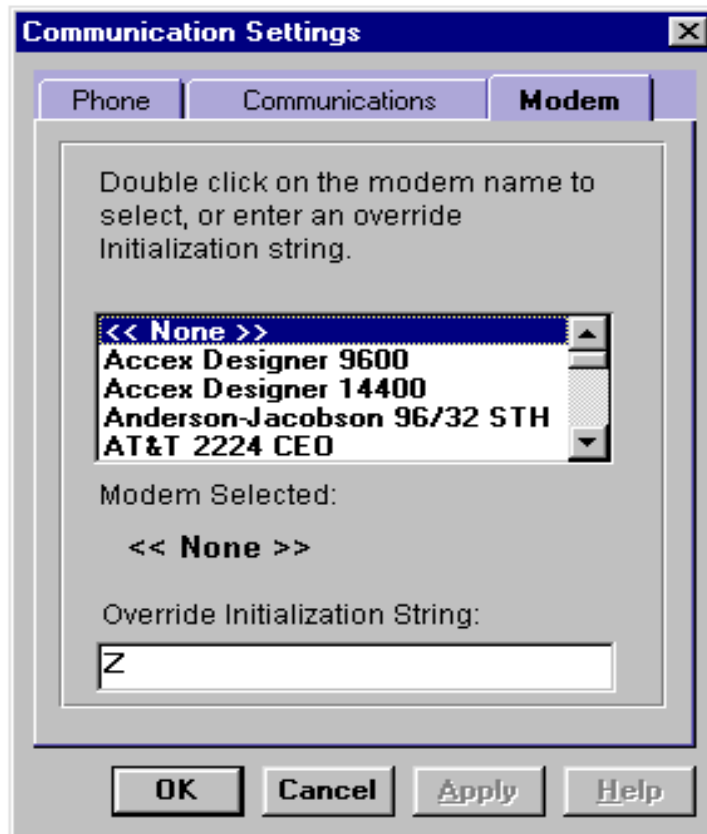 Communication Settings
Phone Communications Modem
Double click on the modem name to
select, or enter an override
Initialization string.
<< None >>
Accex Designer 9600
Accex Designer 14400
Anderson-Jacobson 96/32 STH
AT&T 2224 CEO
Modem Selected:
<< None >>
Override Initialization String:
Z
OK Cancel Apply Help